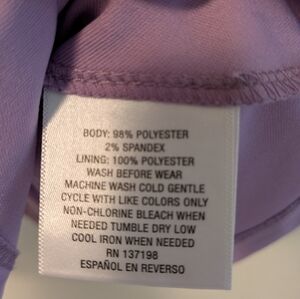 BODY: 98% POLYESTER
2% SPANDEX
LINING: 100% POLYESTER
WASH BEFORE WEAR
MACHINE WASH COLD GENTLE
CYCLE WITH LIKE COLORS ONLY
NON-CHLORINE BLEACH WHEN
NEEDED TUMBLE DRY LOW
COOL IRON WHEN NEEDED
RN 137198
ESPAÑOL EN REVERSO